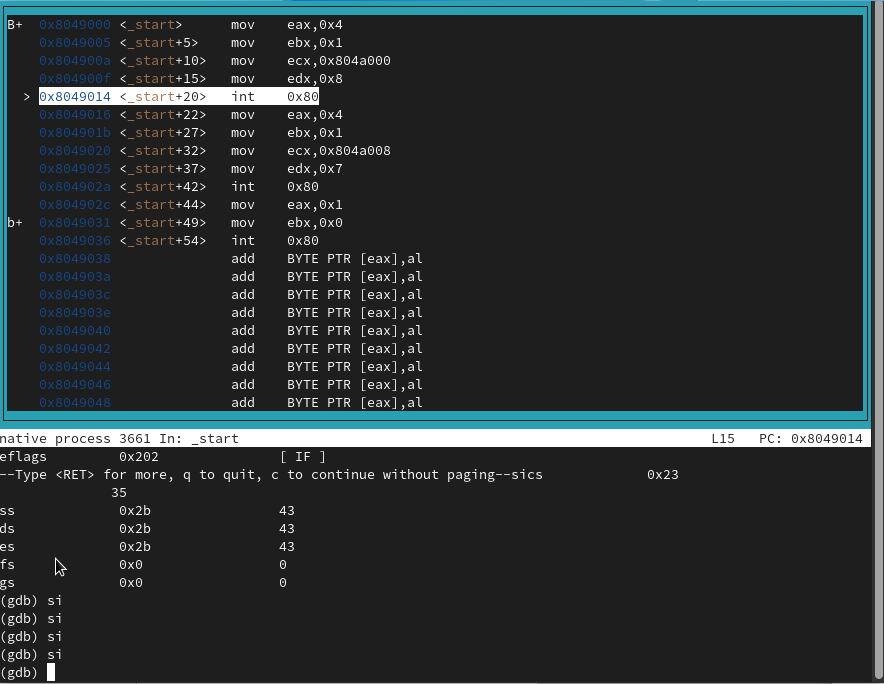 B+ 0x8049000 <_start> mov eax,0x4
0x8049005 <_start+5> mov ebx,0x1
0x804900a <_start+10> mov ecx,0x804a000
0x804900f <_start+15> mov edx,0x8
> 0x8049014 <_start+20> int 0x80
0x8049016 <_start+22> mov eax,0x4
0x804901b <_start+27> mov ebx,0x1
0x8049020 <_start+32> mov ecx,0x804a008
0x8049025 <_start+37> mov edx,0x7
0x804902a <_start+42> int 0x80
0x804902c <_start+44> mov eax,0x1
b+ 0x8049031 <_start+49> mov ebx,0x0
0x8049036 <_start+54> int 0x80
0x8049038 add BYTE PTR [eax],al
0x804903a add BYTE PTR [eax],al
0x804903c add BYTE PTR [eax],al
0x804903e add BYTE PTR [eax],al
0x8049040 add BYTE PTR [eax],al
0x8049042 add BYTE PTR [eax],al
0x8049044 add BYTE PTR [eax],al
0x8049046 add BYTE PTR [eax],al
0x8049048 add BYTE PTR [eax],al
native process 3661 In: _start L15 PC: 0x8049014
eflags 0x202 [ IF ]
--Type <RET> for more, q to quit, c to continue without paging--sics 0x23
35
ss 0x2b 43
ds 0x2b 43
es 0x2b 43
fs 0x0 0
gs 0x0 0
(gdb) si
(gdb) si
(gdb) si
(gdb) si
(gdb)